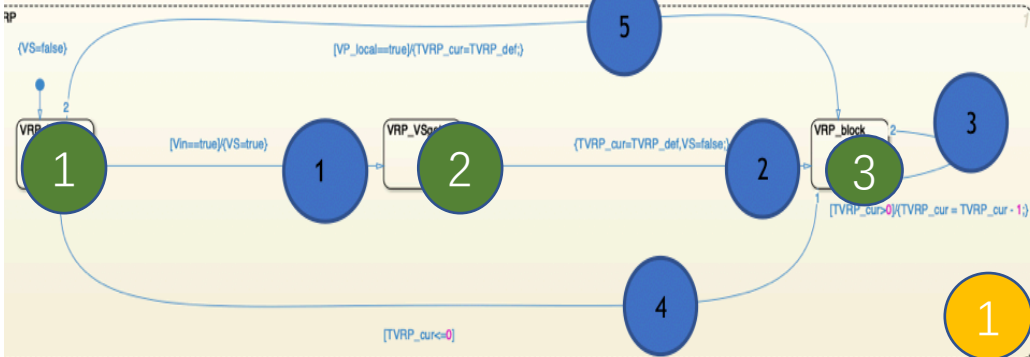 RP
1
5
{VS=false}
[VP_local==true]/{TVRP_cur=TVRP_def;}
2
3
VRP_block
2
[Vin==true]/{VS=true}
{TVRP_cur=TVRP_def,VS=false;}
1
1
2
2
3
1
[TVRP_cur>0]/{TVRP_cur = TVRP_cur - 1;}
4
1
[TVRP_cur<=0]